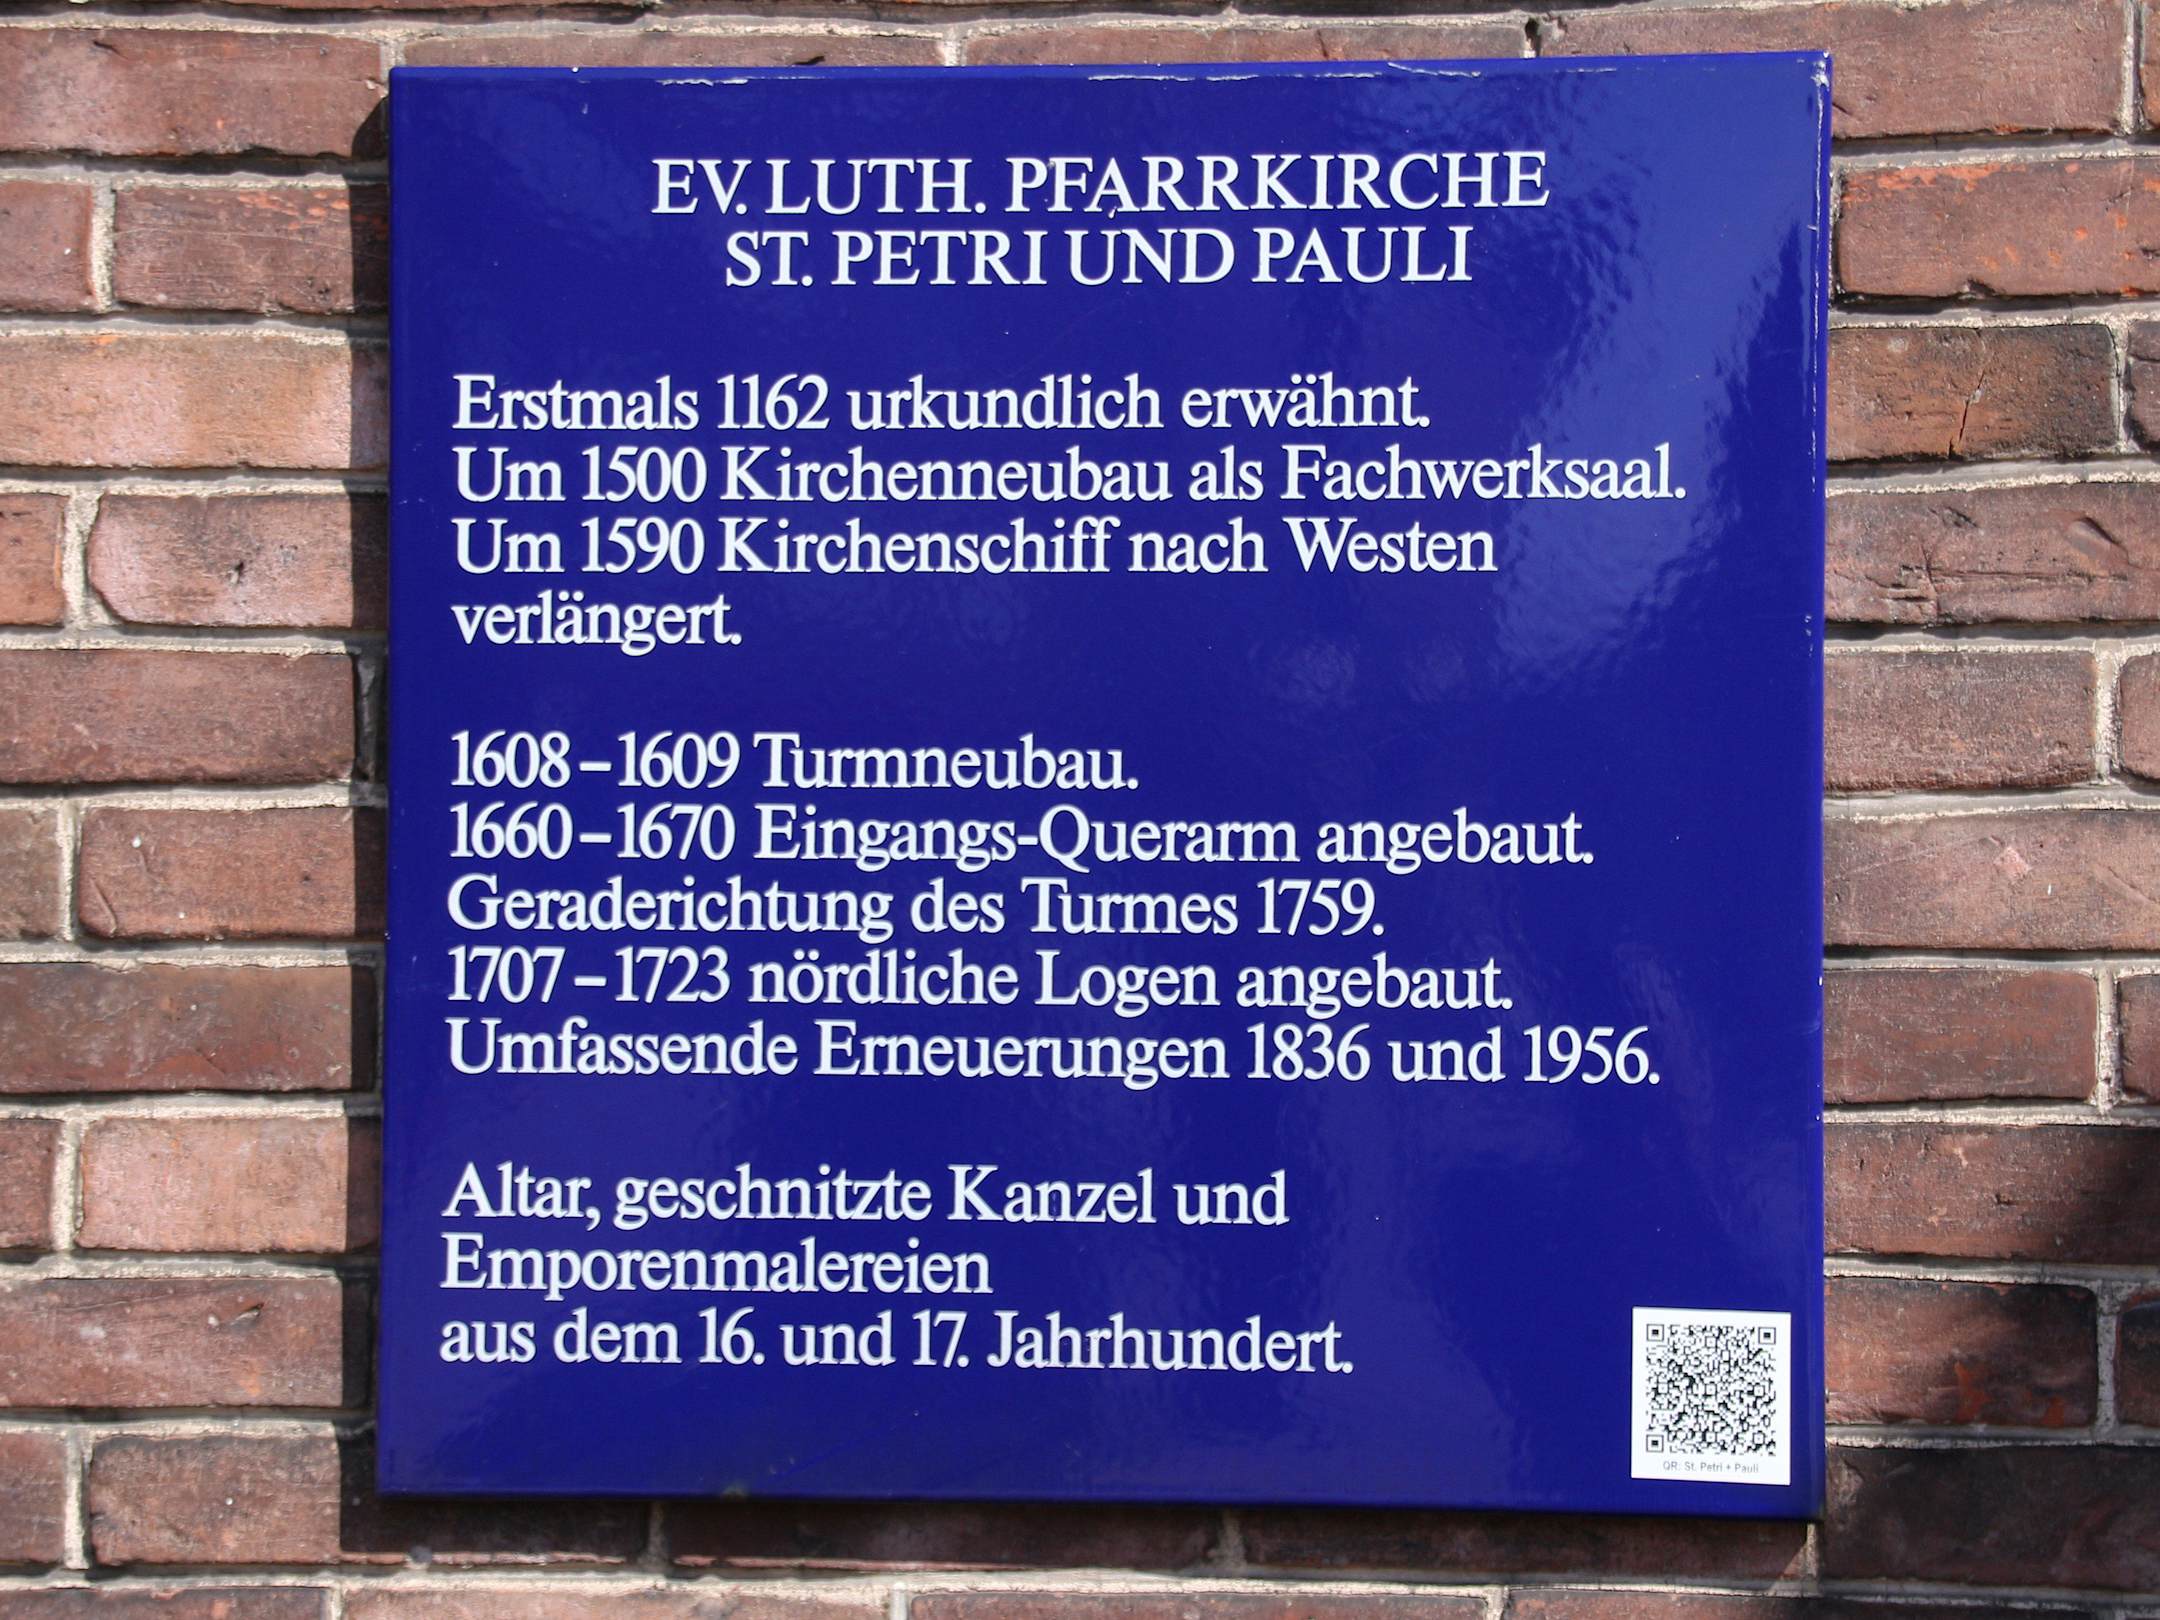 EV. LUTH. PFARRKIRCHE
ST. PETRI UND PAULI
Erstmals 1162 urkundlich erwähnt.
Um 1500 Kirchenneubau als Fachwerksaal.
Um 1590 Kirchenschiff nach Westen
verlängert.
1608–1609 Turmneubau.
1660–1670 Eingangs-Querarm angebaut.
Geraderichtung des Turmes 1759.
1707–1723 nördliche Logen angebaut.
Umfassende Erneuerungen 1836 und 1956.
Altar, geschnitzte Kanzel und
Emporenmalereien
aus dem 16. und 17. Jahrhundert.
QR: St. Petri + Pauli